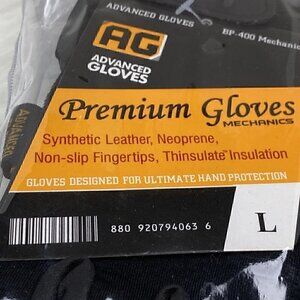 ADVANCED GLOVES
BP-400 Mechanic
AG
ADVANCED
GLOVES
ADVANCED
Premium Gloves
MECHANICS
Synthetic Leather, Neoprene,
Non-slip Fingertips, Thinsulate Insulation
GLOVES DESIGNED FOR ULTIMATE HAND PROTECTION
880 920794063 6
L